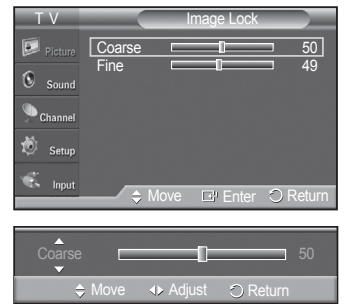 T V Image Lock
Picture
Coarse 50
Fine 49
Sound
Channel
Setup
Input
Move Enter Return
Coarse 50
Move Adjust Return